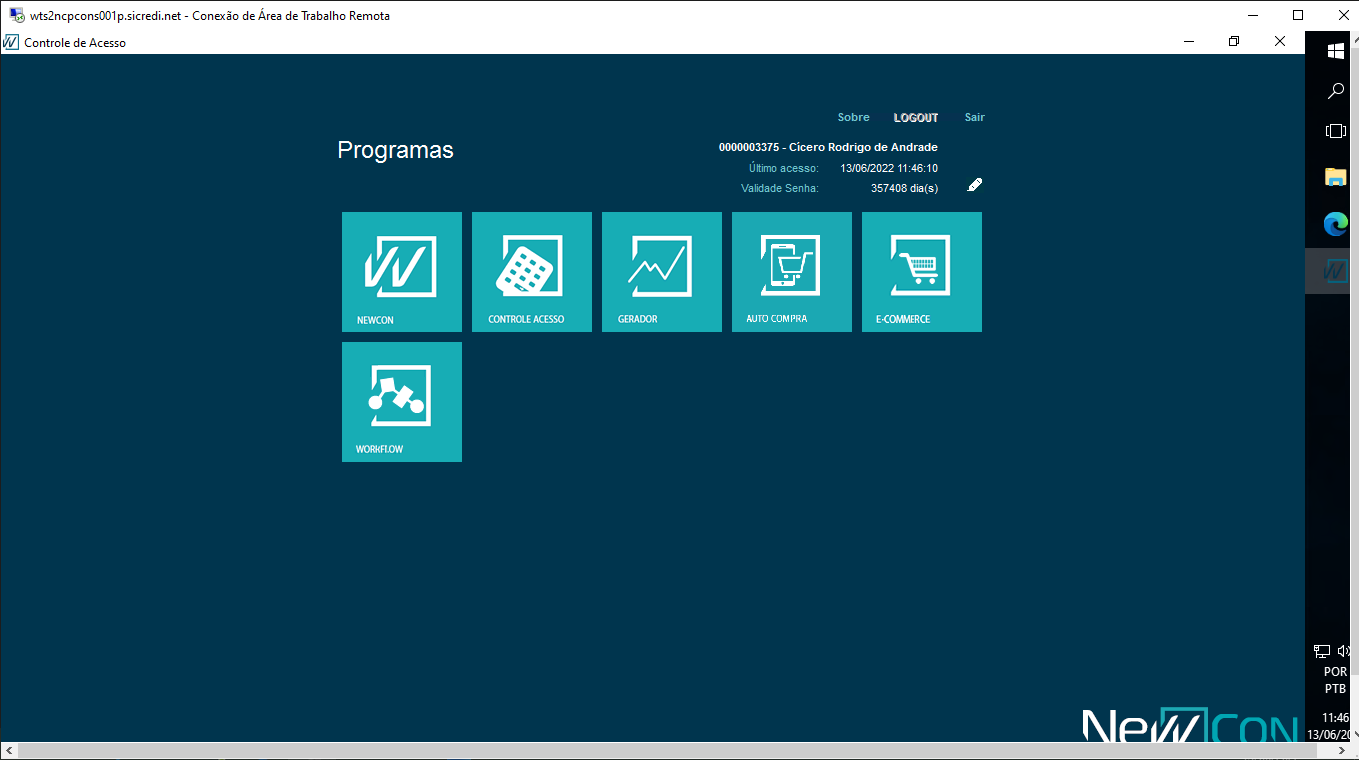 wts2ncpcons001p.sicredi.net - Conexão de Área de Trabalho Remota
Controle de Acesso
Sobre LOGOUT Sair
Programas
0000003375 - Cícero Rodrigo de Andrade
Último acesso: 13/06/2022 11:46:10
Validade Senha: 357408 dia(s)
NEWCON
CONTROLE ACESSO
GERADOR
AUTO COMPRA
E-COMMERCE
WORKFLOW
POR
PTB
NewCon
11:46
13/06/20